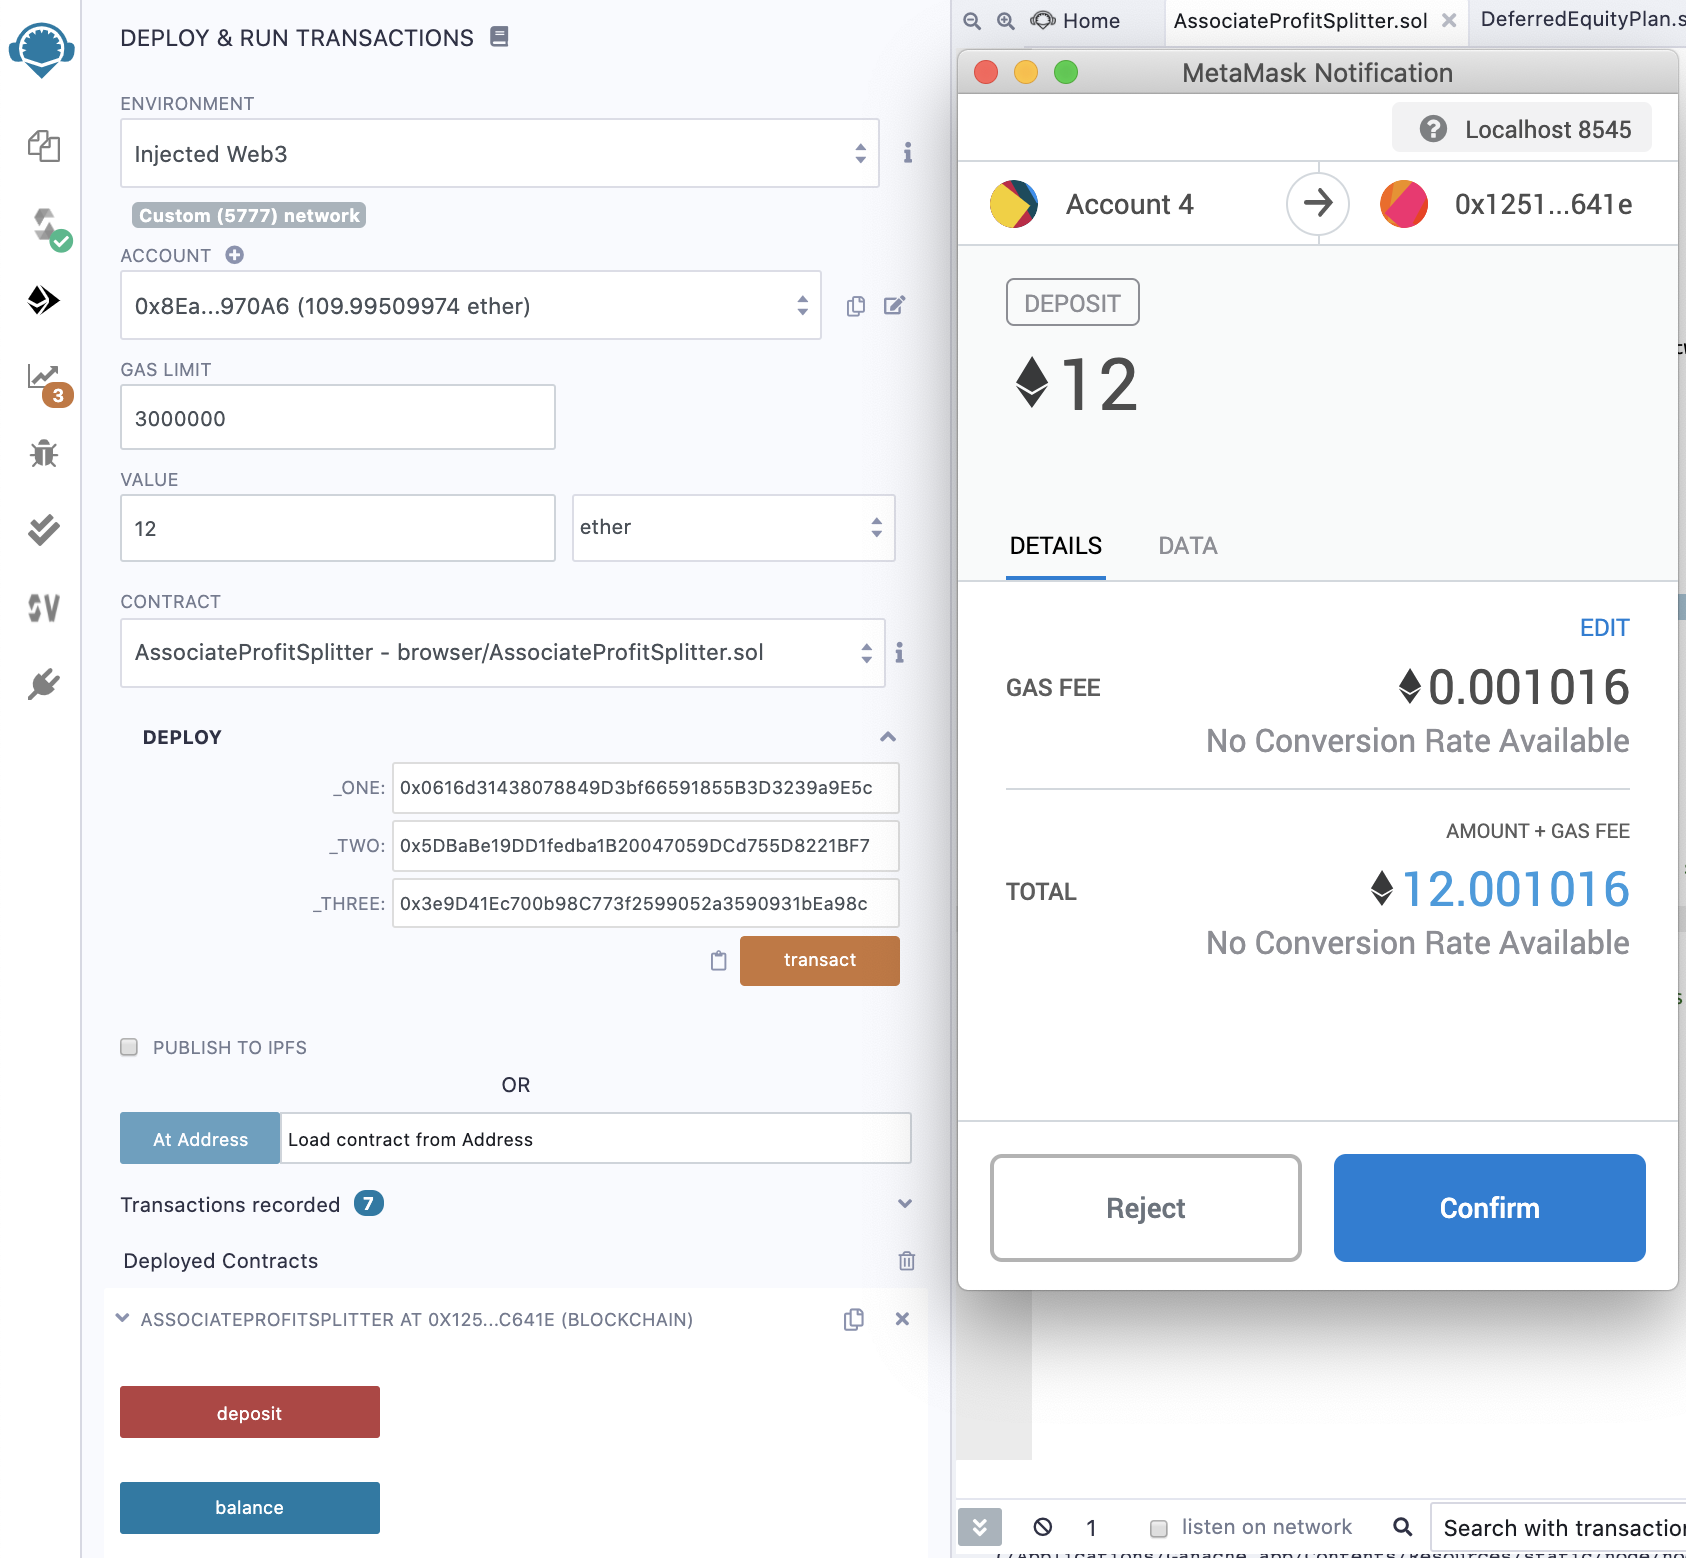 DEPLOY & RUN TRANSACTIONS
ENVIRONMENT
Injected Web3
Custom (5777) network
ACCOUNT
0x8Ea...970A6 (109.99509974 ether)
GAS LIMIT
3000000
VALUE
12
ether
CONTRACT
AssociateProfitSplitter - browser/AssociateProfitSplitter.sol
DEPLOY
_ONE: 0x0616d31438078849D3bf66591855B3D3239a9E5c
_TWO: 0x5DBaBe19DD1fedba1B20047059DCd755D8221BF7
_THREE: 0x3e9D41Ec700b98C773f2599052a3590931bEa98c
transact
PUBLISH TO IPFS
OR
At Address
Load contract from Address
Transactions recorded 7
Deployed Contracts
ASSOCIATEPROFITSPLITTER AT 0X125...C641E (BLOCKCHAIN)
deposit
balance
3
SV
Home
AssociateProfitSplitter.sol
DeferredEquityPlan.s
MetaMask Notification
Localhost 8545
Account 4
0x1251...641e
DEPOSIT
12
DETAILS
DATA
EDIT
GAS FEE
0.001016
No Conversion Rate Available
AMOUNT + GAS FEE
TOTAL
12.001016
No Conversion Rate Available
Reject
Confirm
1
listen on network
Search with transaction